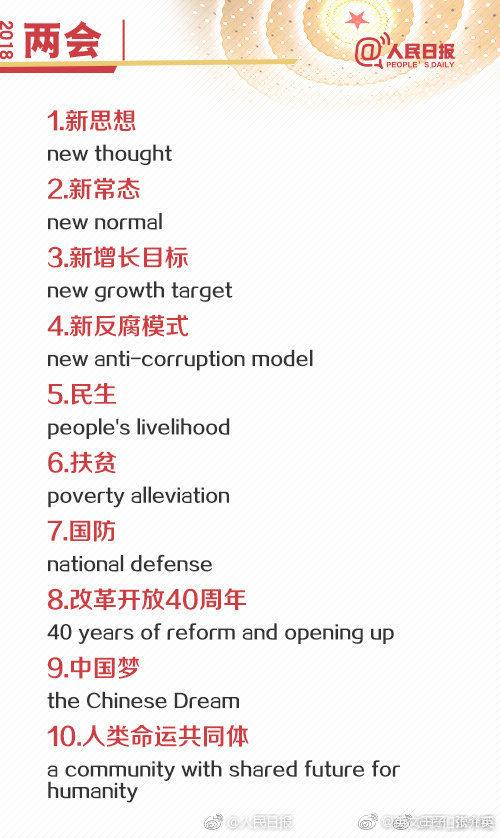 2018
两会
@人民日报
PEOPLE'S DAILY
1.新思想
new thought
2.新常态
new normal
3.新增长目标
new growth target
4.新反腐模式
new anti-corruption model
5.民生
people's livelihood
6.扶贫
poverty alleviation
7.国防
national defense
8.改革开放40周年
40 years of reform and opening up
9.中国梦
the Chinese Dream
10.人类命运共同体
a community with shared future for
humanity
@人民日报